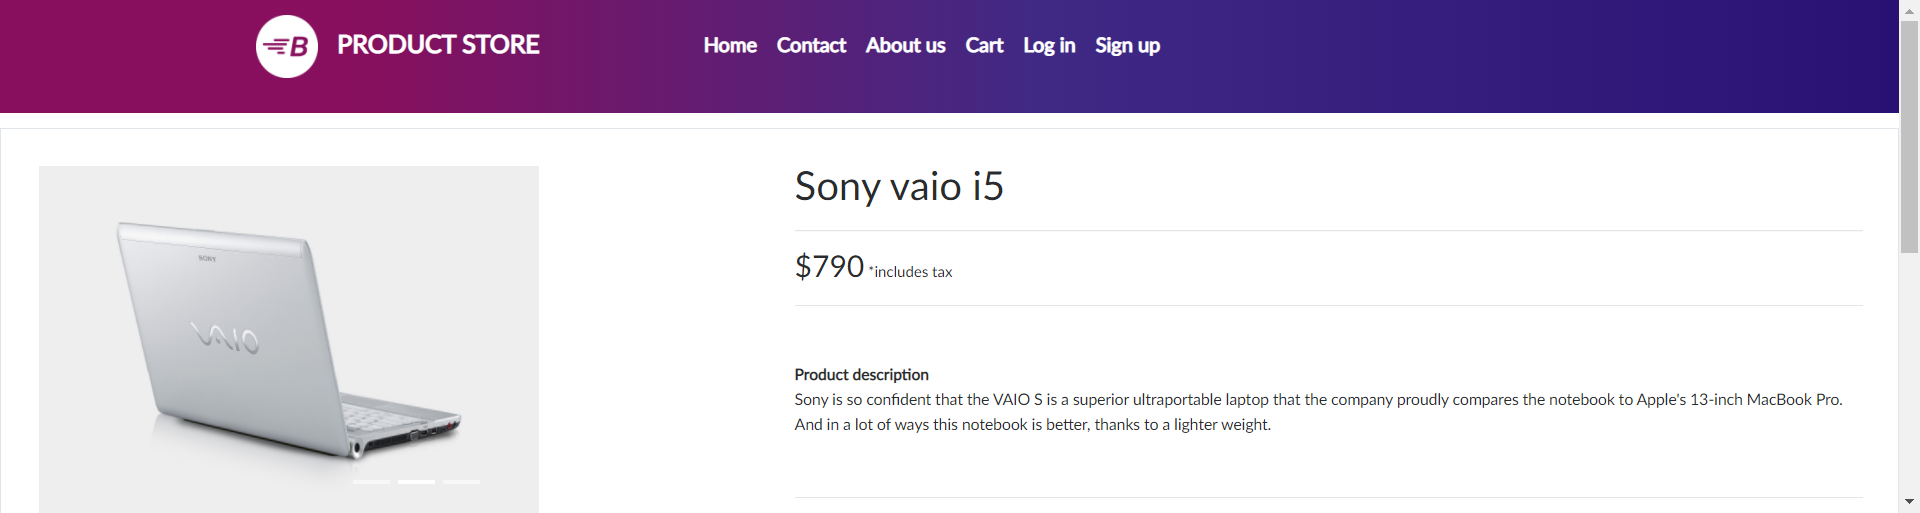 B PRODUCT STORE
Home Contact About us Cart Log in Sign up
Sony vaio i5
$790 *includes tax
SONY
VAIO
Product description
Sony is so confident that the VAIO S is a superior ultraportable laptop that the company proudly compares the notebook to Apple's 13-inch MacBook Pro.
And in a lot of ways this notebook is better, thanks to a lighter weight.